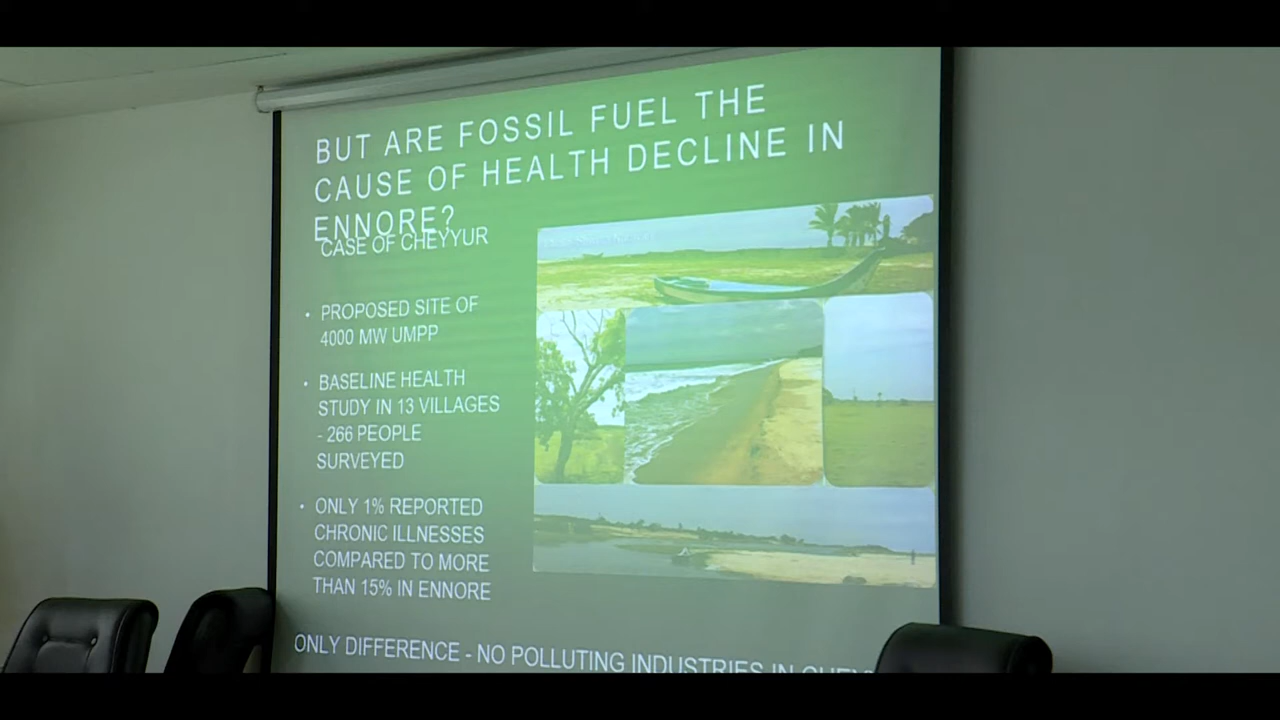 BUT ARE FOSSIL FUEL THE
CAUSE OF HEALTH DECLINE IN
ENNORE?
CASE OF CHEYYUR
• PROPOSED SITE OF
4000 MW UMPP
• BASELINE HEALTH
STUDY IN 13 VILLAGES
- 266 PEOPLE
SURVEYED
• ONLY 1% REPORTED
CHRONIC ILLNESSES
COMPARED TO MORE
THAN 15% IN ENNORE
ONLY DIFFERENCE - NO POLLUTING INDUSTRIES IN